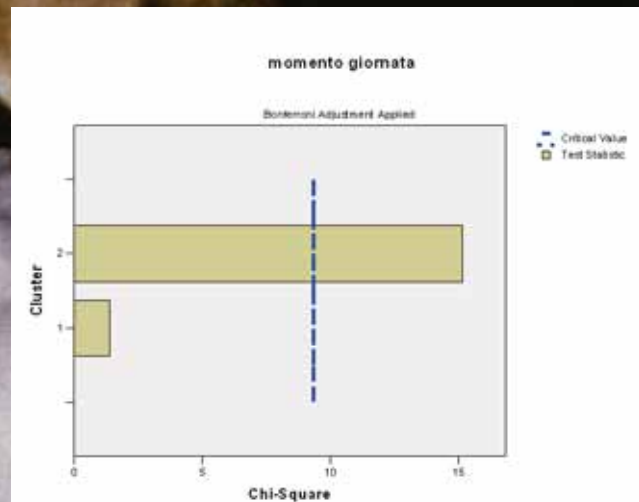 momento giornata
Bonferroni Adjustment Applied
Critical Value
Test Statistic
Cluster
2
1
0
5
10
15
Chi-Square